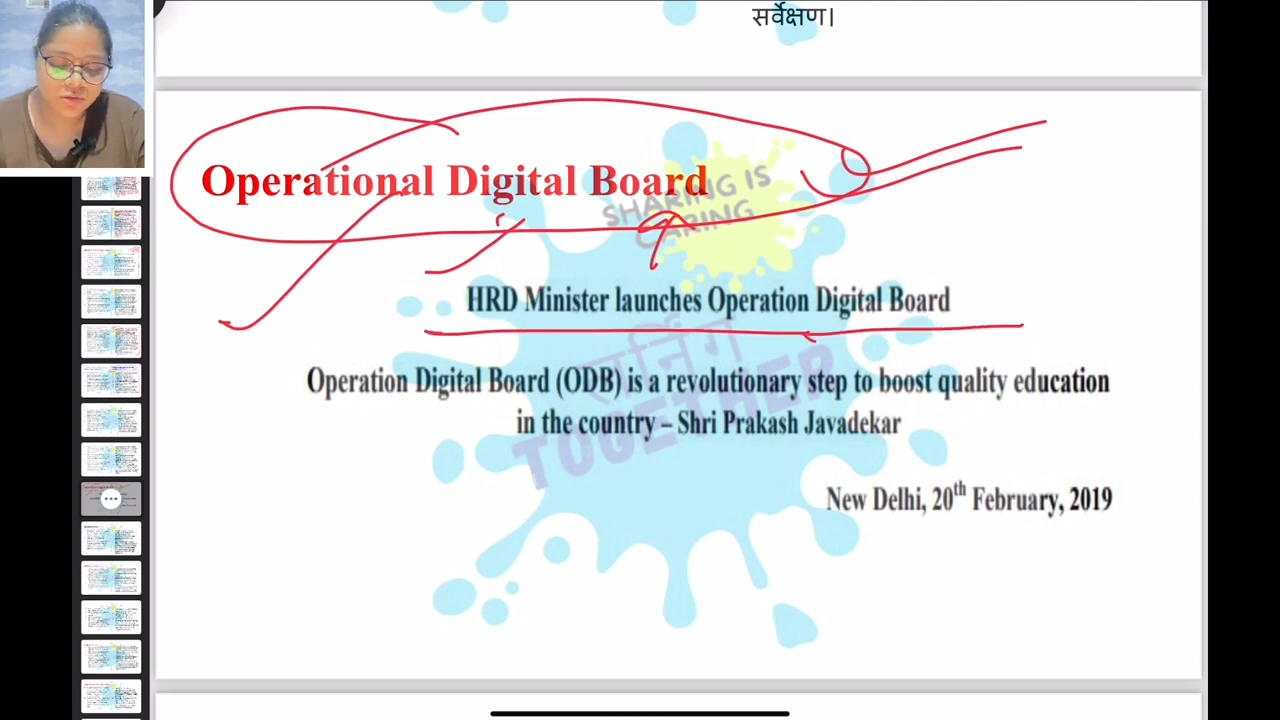 सर्वेक्षण।
Operational Digital Board
SHARING IS
CARING
HRD Minister launches Operation Digital Board
लर्निंग
TOGETHER
Operation Digital Board (ODB) is a revolutionary step to boost quality education
in the country – Shri Prakash Javadekar
New Delhi, 20th February, 2019